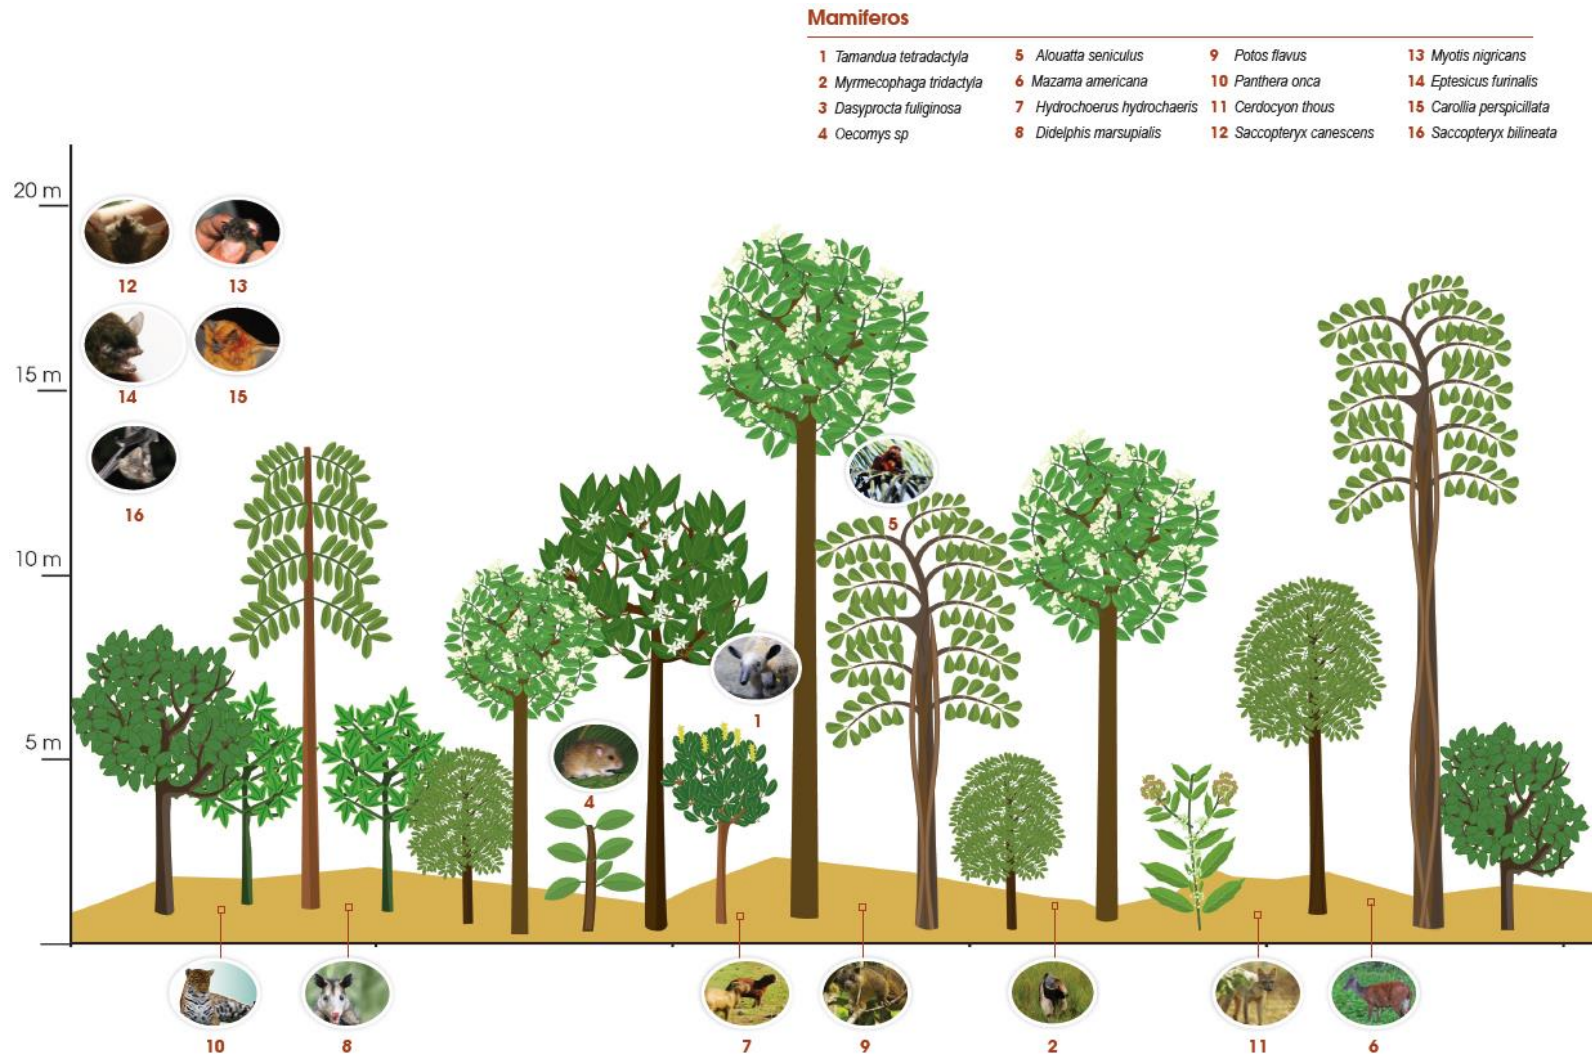 Mamiferos
1 Tamandua tetradactyla
2 Myrmecophaga tridactyla
3 Dasyprocta fuliginosa
4 Oecomys sp
5 Alouatta seniculus
6 Mazama americana
7 Hydrochoerus hydrochaeris
8 Didelphis marsupialis
9 Potos flavus
10 Panthera onca
11 Cerdocyon thous
12 Saccopteryx canescens
13 Myotis nigricans
14 Eptesicus furinalis
15 Carollia perspicillata
16 Saccopteryx bilineata
20 m
12
13
15 m
14
15
16
5
10 m
1
5 m
4
10
8
7
9
2
11
6